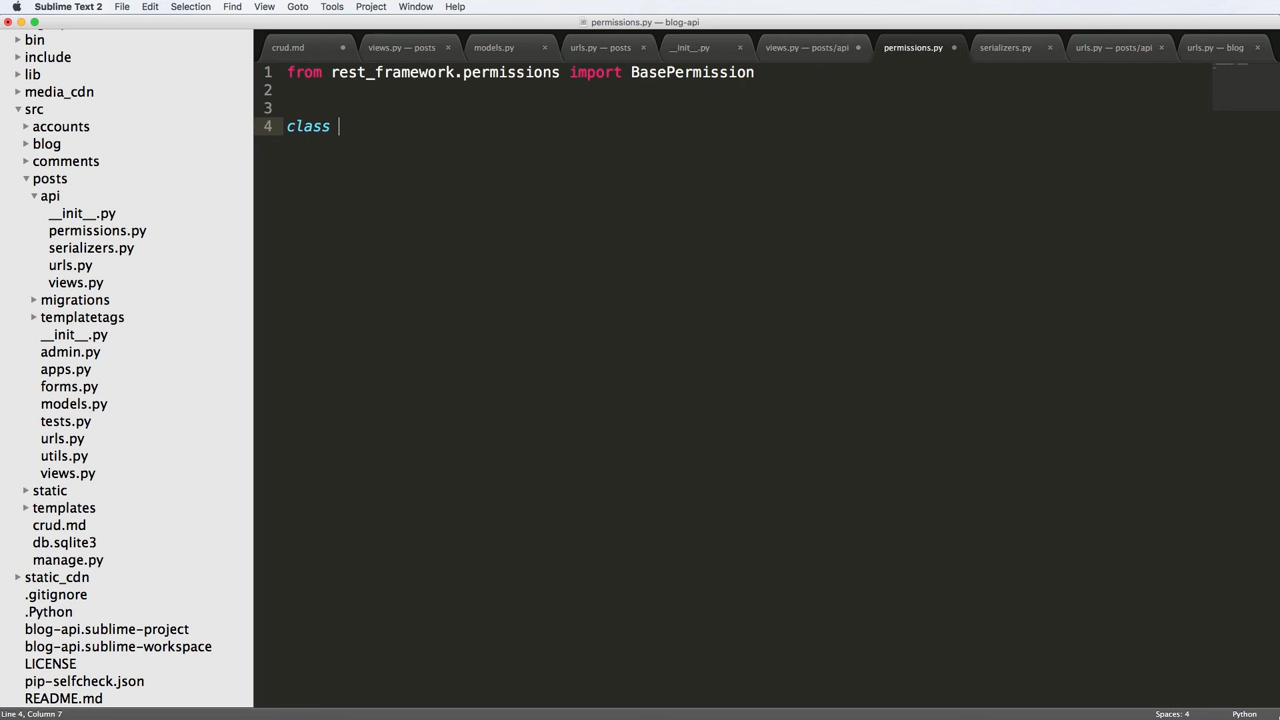 Sublime Text 2 File Edit Selection Find View Goto Tools Project Window Help
permissions.py — blog-api
crud.md views.py — posts models.py urls.py — posts __init__.py views.py — posts/api permissions.py serializers.py urls.py — posts/api urls.py — blog
bin
include
lib
media_cdn
src
accounts
blog
comments
posts
api
__init__.py
permissions.py
serializers.py
urls.py
views.py
migrations
templatetags
__init__.py
admin.py
apps.py
forms.py
models.py
tests.py
urls.py
utils.py
views.py
static
templates
crud.md
db.sqlite3
manage.py
static_cdn
.gitignore
.Python
blog-api.sublime-project
blog-api.sublime-workspace
LICENSE
pip-selfcheck.json
README.md
1 from rest_framework.permissions import BasePermission
2
3
4 class
Line 4, Column 7 Spaces: 4 Python